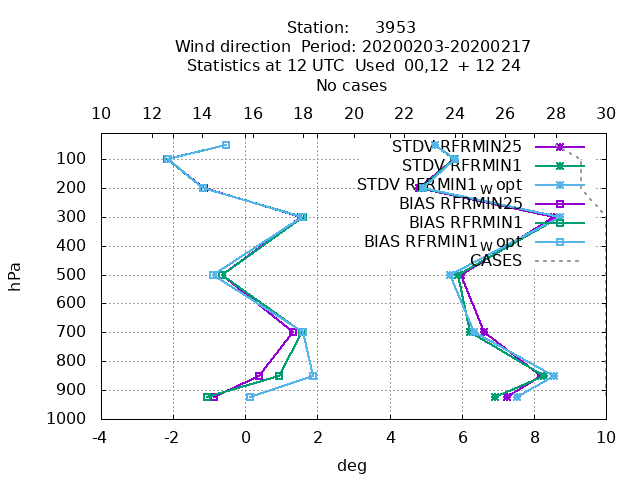 Station: 3953
Wind direction Period: 20200203-20200217
Statistics at 12 UTC Used 00,12 + 12 24
No cases
10 12 14 16 18 20 22 24 26 28 30
STDV RFRMIN25
STDV RFRMIN1
STDV RFRMIN1_w opt
BIAS RFRMIN25
BIAS RFRMIN1
BIAS RFRMIN1_w opt
CASES
100
200
300
400
500
600
700
800
900
1000
hPa
-4 -2 0 2 4 6 8 10
deg